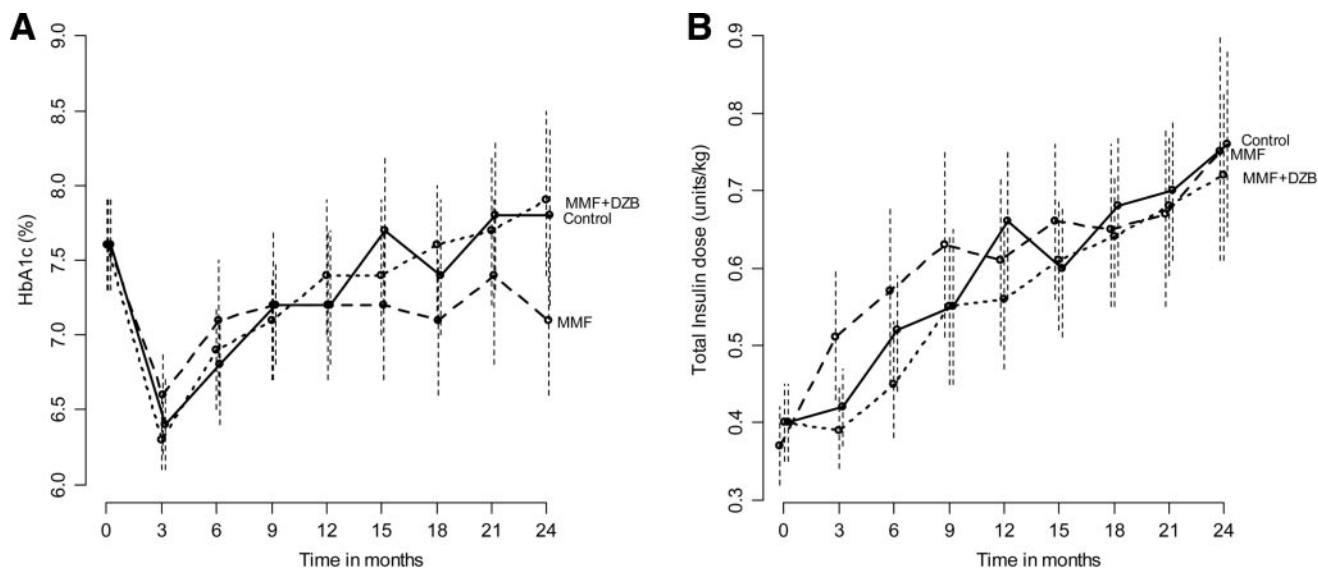 A
9.0
8.5
8.0
7.5
7.0
6.5
6.0
HbA1c (%)
MMF+DZB
Control
MMF
0 3 6 9 12 15 18 21 24
Time in months
B
0.9
0.8
0.7
0.6
0.5
0.4
0.3
Total Insulin dose (units/kg)
Control
MMF
MMF+DZB
0 3 6 9 12 15 18 21 24
Time in months